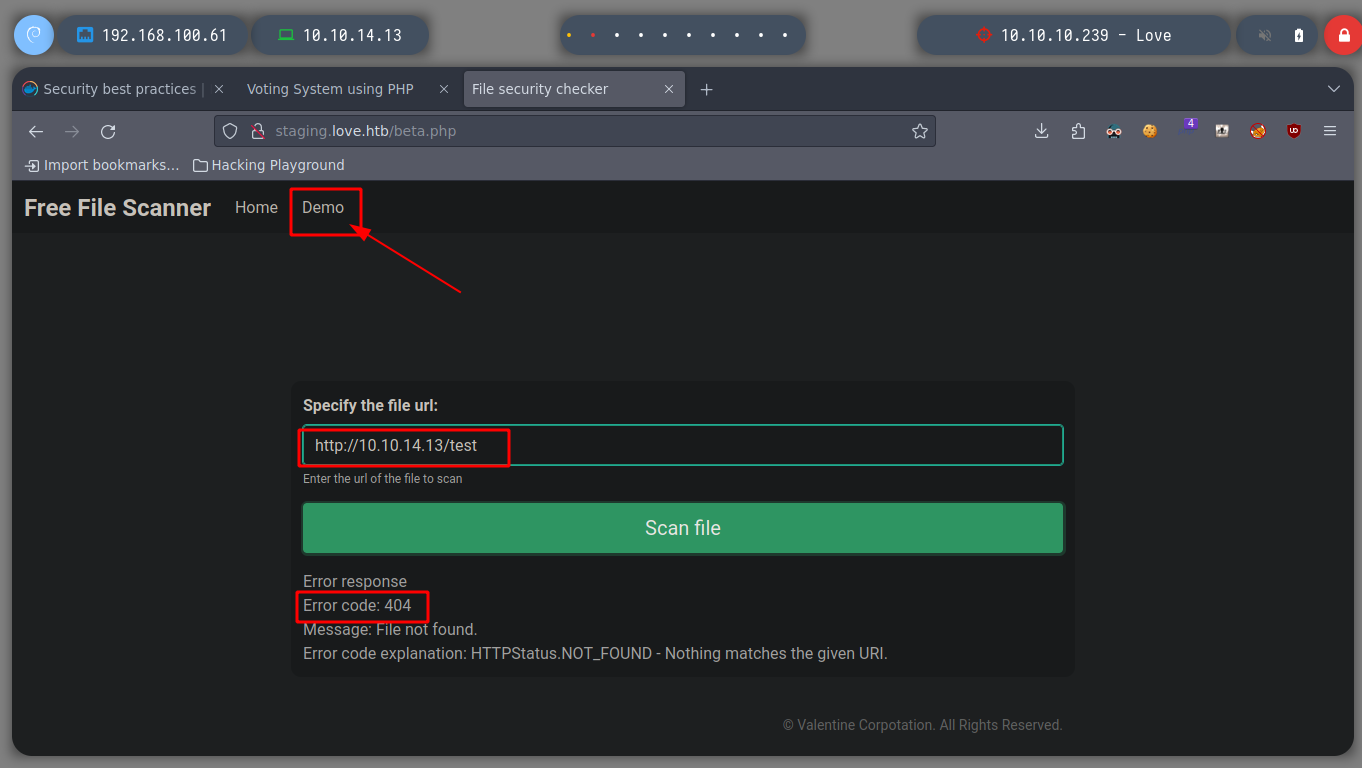 192.168.100.61 10.10.14.13 10.10.10.239 - Love
Security best practices | Voting System using PHP File security checker
staging.love.htb/beta.php 4 UD
Import bookmarks... Hacking Playground
Free File Scanner Home Demo
Specify the file url:
http://10.10.14.13/test
Enter the url of the file to scan
Scan file
Error response
Error code: 404
Message: File not found.
Error code explanation: HTTPStatus.NOT_FOUND - Nothing matches the given URI.
© Valentine Corpotation. All Rights Reserved.